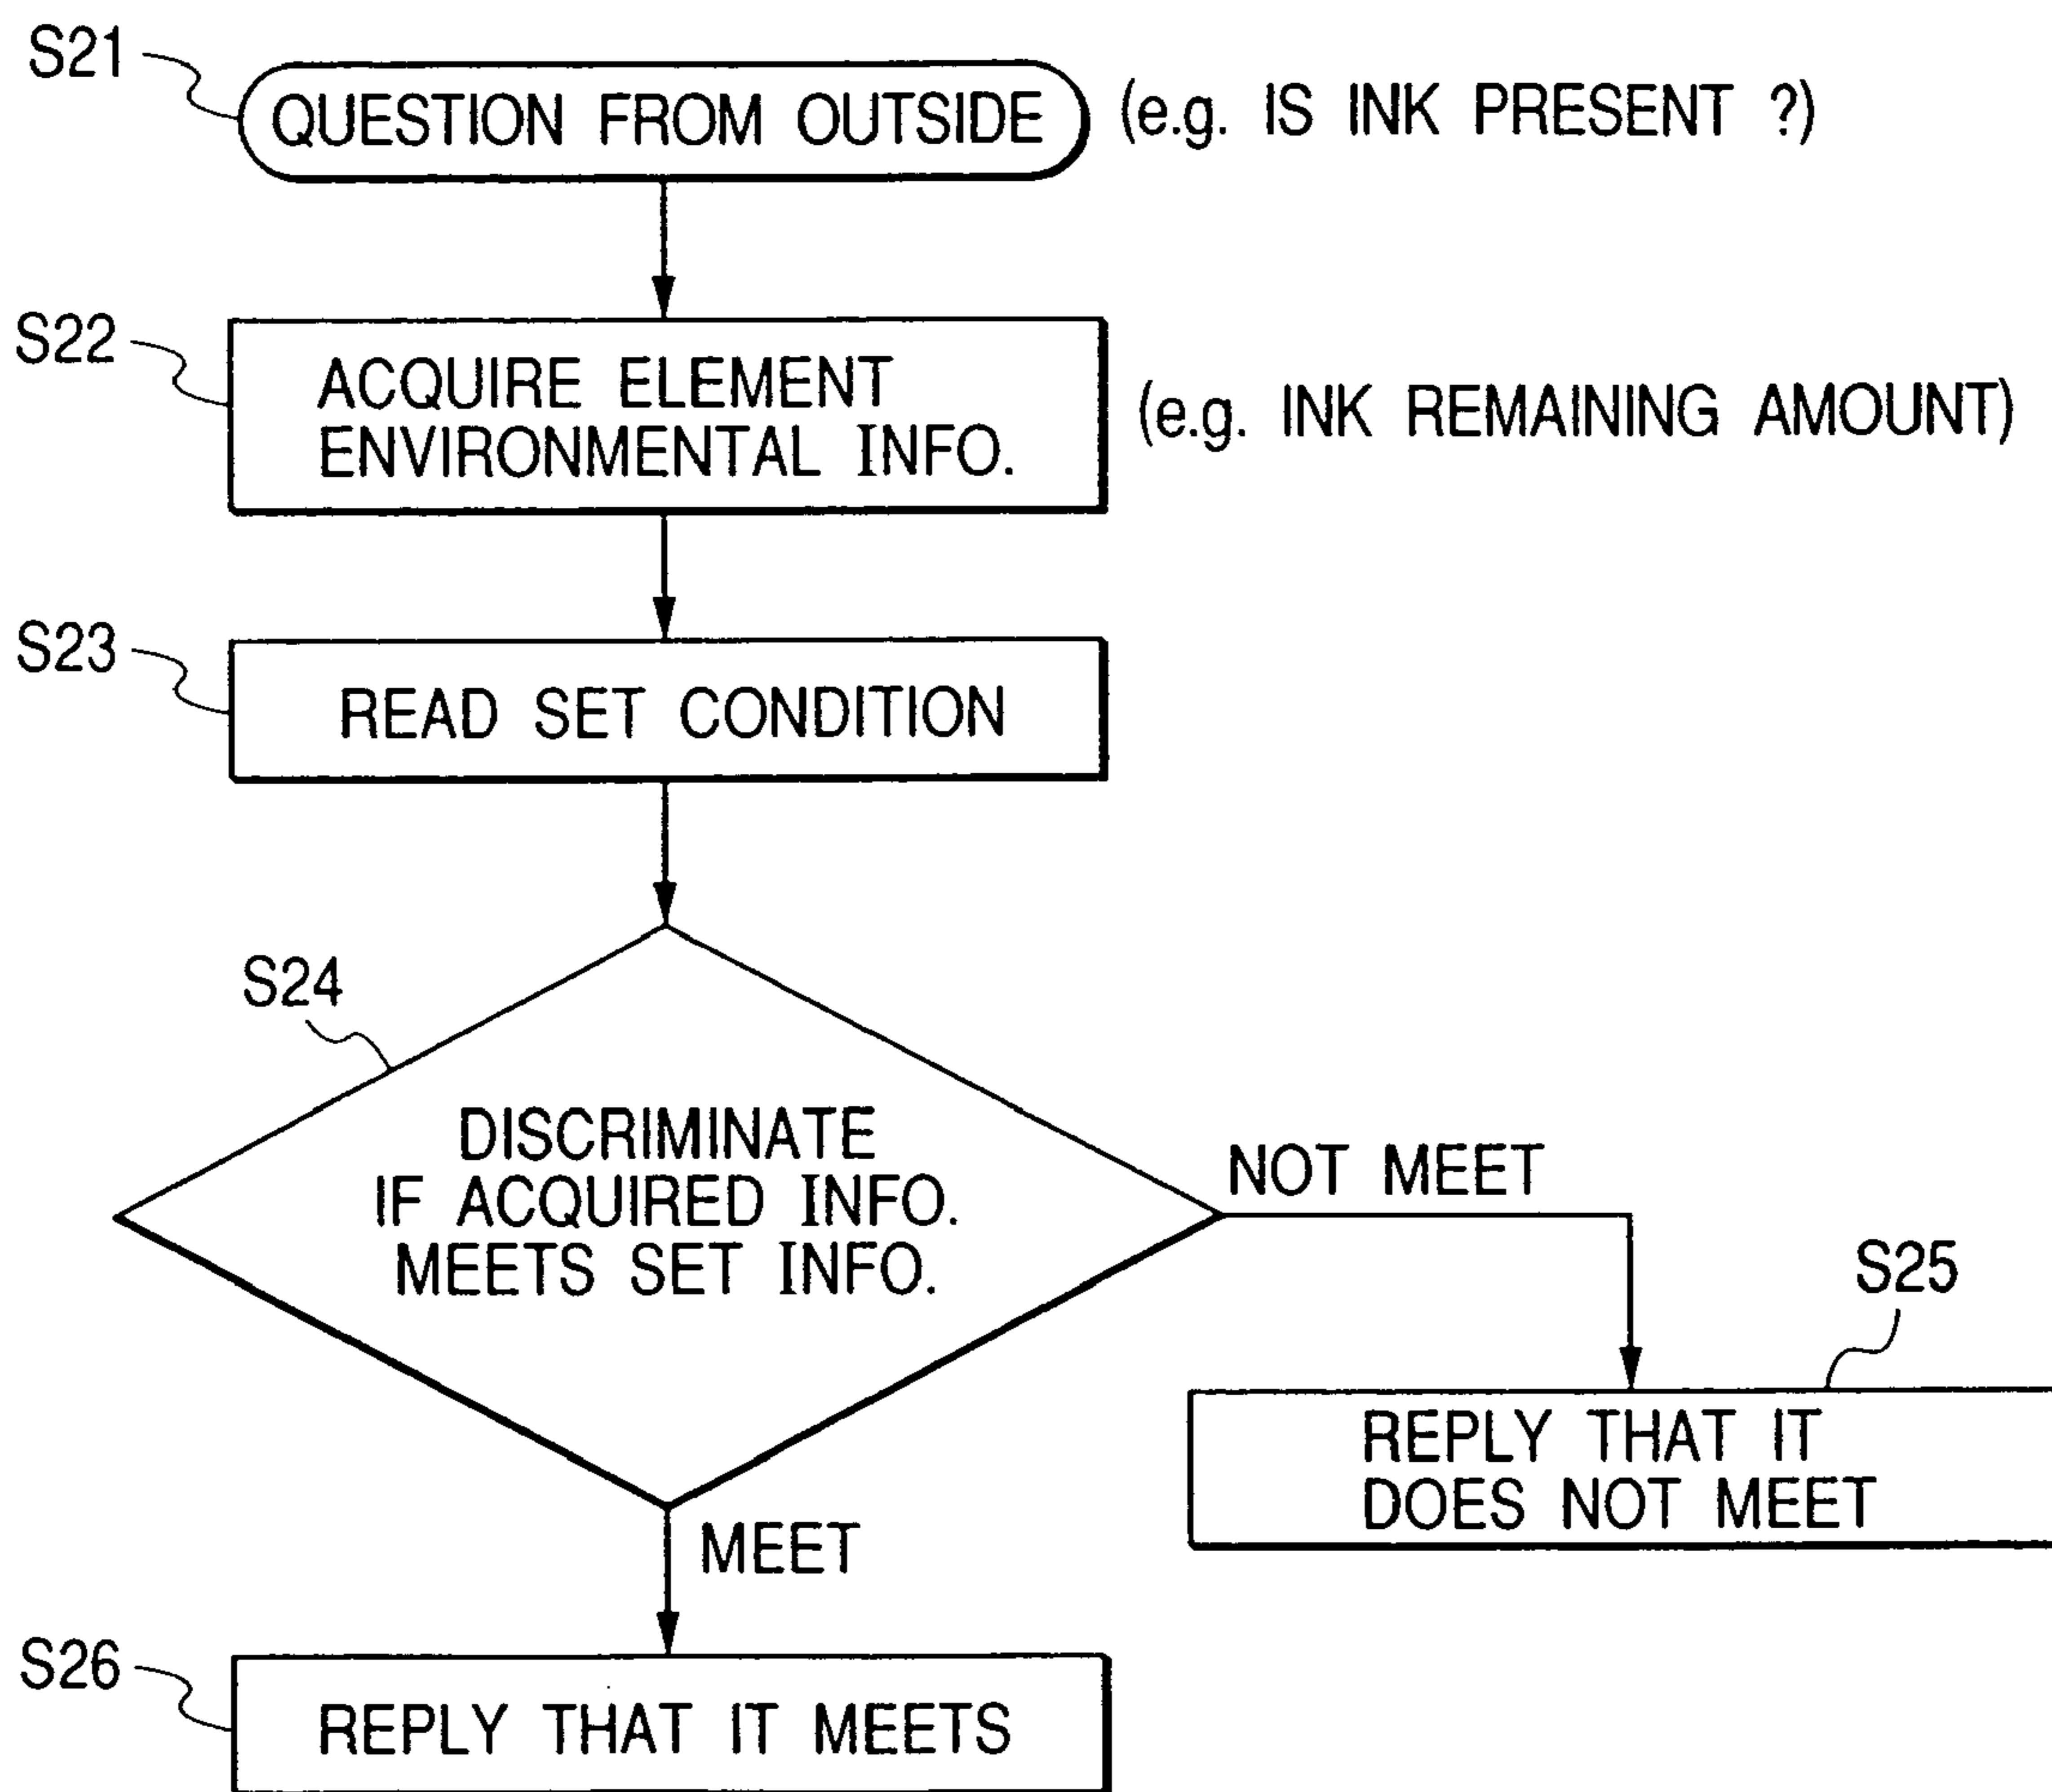 S21
QUESTION FROM OUTSIDE
(e.g. IS INK PRESENT ?)
S22
ACQUIRE ELEMENT
ENVIRONMENTAL INFO.
(e.g. INK REMAINING AMOUNT)
S23
READ SET CONDITION
S24
DISCRIMINATE
IF ACQUIRED INFO.
MEETS SET INFO.
NOT MEET
S25
REPLY THAT IT
DOES NOT MEET
MEET
S26
REPLY THAT IT MEETS